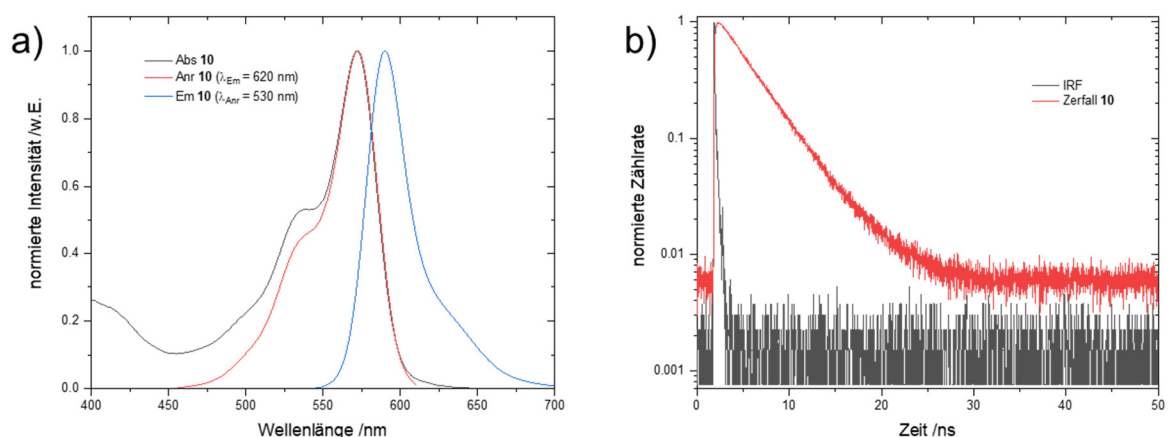 a)
Abs 10
Anr 10 (λEm = 620 nm)
Em 10 (λAnr = 530 nm)
normierte Intensität /w.E.
1.0
0.8
0.6
0.4
0.2
0.0
400
450
500
550
600
650
700
Wellenlänge /nm
b)
IRF
Zerfall 10
normierte Zählrate
1
0.1
0.01
0.001
0
10
20
30
40
50
Zeit /ns